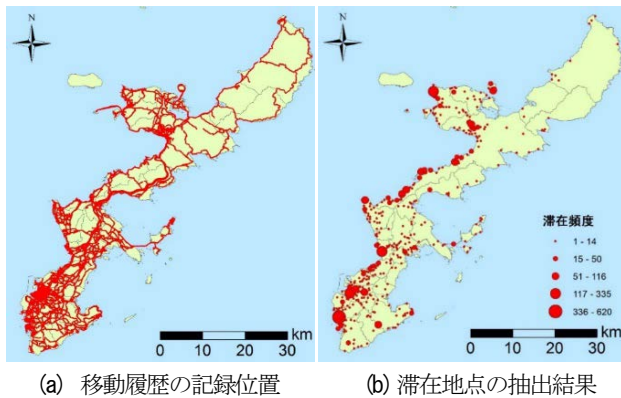 N
N
滞在頻度
1 - 14
15 - 50
51 - 116
117 - 335
336 - 620
km
0 10 20 30
km
0 10 20 30
(a) 移動履歴の記録位置
(b) 滞在地点の抽出結果